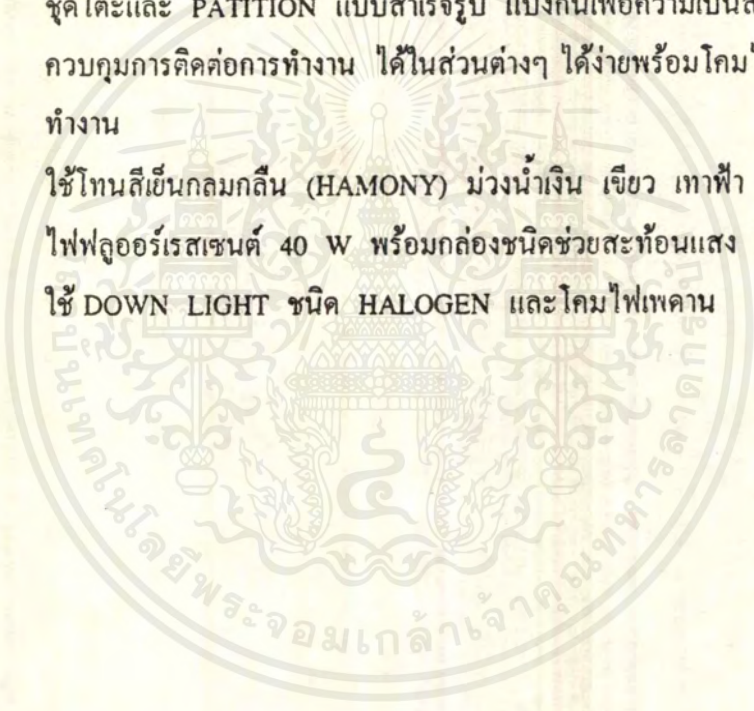 ชุดโต๊ะและ PATITION แบบสำเร็จรูป แบ่งกันเพื่อความเป็น
ควบกุมการติดต่อการทำงาน ได้ในส่วนต่างๆ ได้ง่ายพร้อมโคม
ทำงาน
ใช้โทนสีเย็นกลมกลืน (HAMONY) ม่วงน้ำเงิน เขียว เทาฟ้า
ไฟฟลูออร์เรสเซนต์ 40 W พร้อมกล่องชนิดช่วยสะท้อนแสง
ใช้ DOWN LIGHT ชนิด HALOGEN และโคมไฟเพดาน